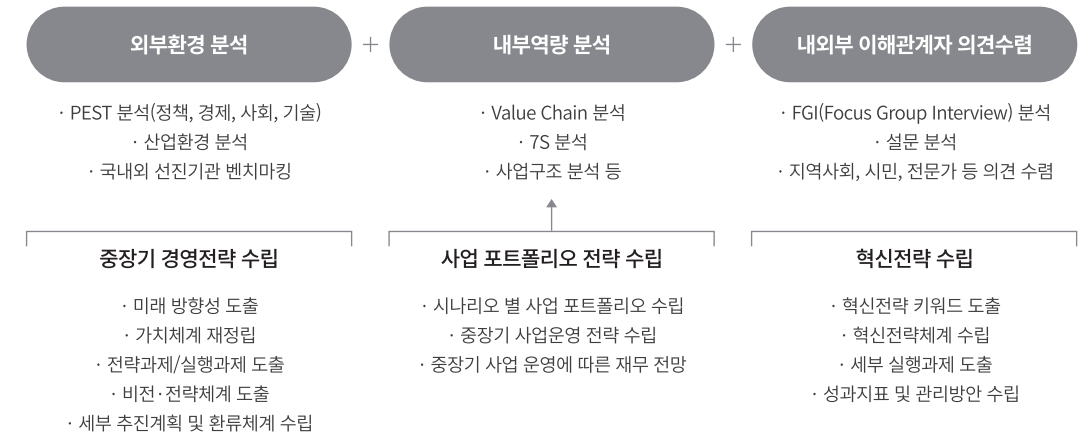 외부환경 분석 + 내부역량 분석 + 내외부 이해관계자 의견수렴
· PEST 분석(정책, 경제, 사회, 기술)
· 산업환경 분석
· 국내외 선진기관 벤치마킹
· Value Chain 분석
· 7S 분석
· 사업구조 분석 등
· FGI(Focus Group Interview) 분석
· 설문 분석
· 지역사회, 시민, 전문가 등 의견 수렴
중장기 경영전략 수립
· 미래 방향성 도출
· 가치체계 재정립
· 전략과제/실행과제 도출
· 비전·전략체계 도출
· 세부 추진계획 및 환류체계 수립
사업 포트폴리오 전략 수립
· 시나리오 별 사업 포트폴리오 수립
· 중장기 사업운영 전략 수립
· 중장기 사업 운영에 따른 재무 전망
혁신전략 수립
· 혁신전략 키워드 도출
· 혁신전략체계 수립
· 세부 실행과제 도출
· 성과지표 및 관리방안 수립